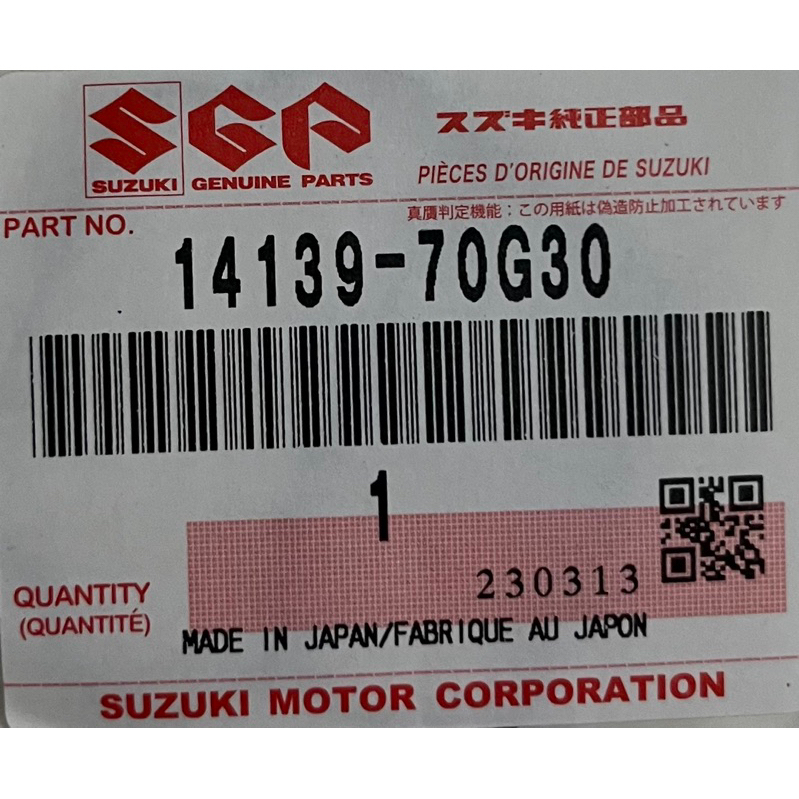 SUZUKI
SGP
GENUINE PARTS
スズキ純正部品
PIÈCES D'ORIGINE DE SUZUKI
真贋判定機能：この用紙は偽造防止加工されています
PART NO.
14139-70G30
1
230313
QUANTITY
(QUANTITÉ)
MADE IN JAPAN/FABRIQUE AU JAPON
SUZUKI MOTOR CORPORATION